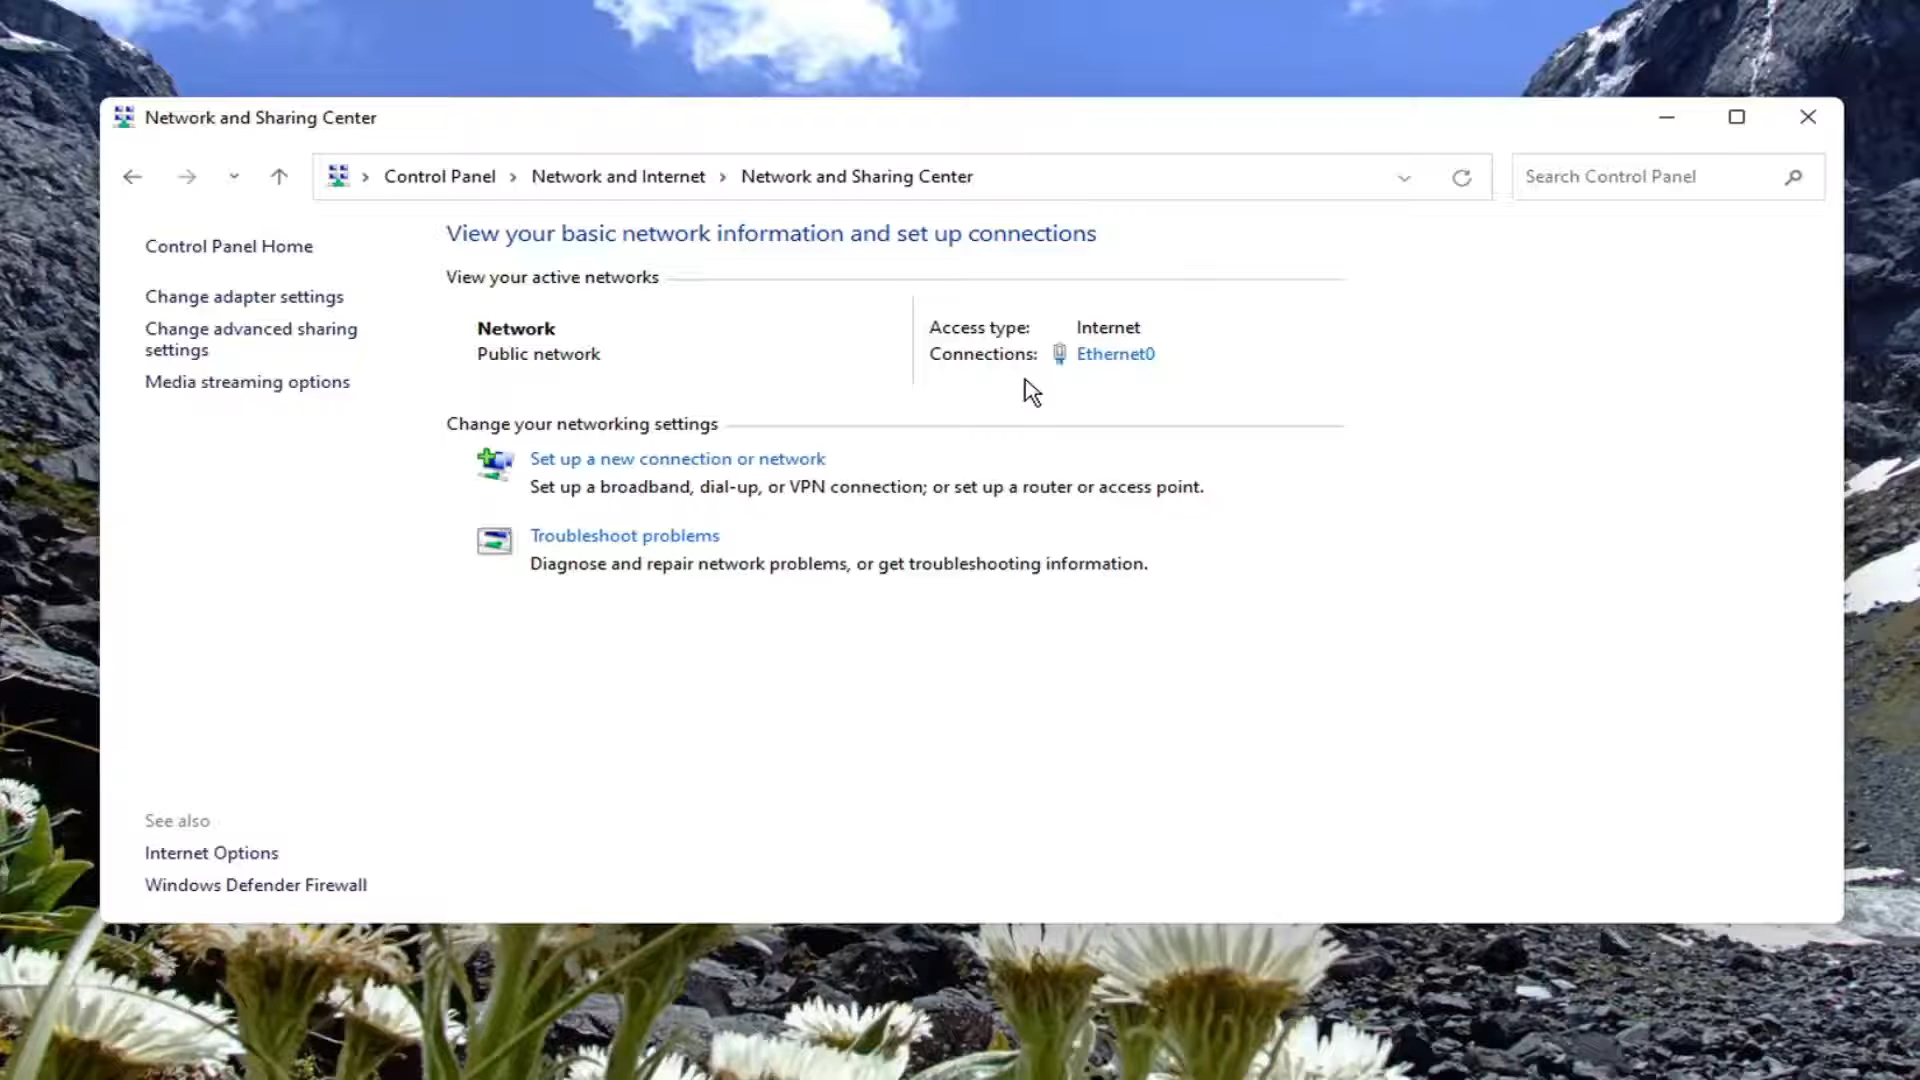 Network and Sharing Center
Control Panel > Network and Internet > Network and Sharing Center
Search Control Panel
Control Panel Home
Change adapter settings
Change advanced sharing
settings
Media streaming options
View your basic network information and set up connections
View your active networks
Network
Public network
Access type: Internet
Connections: Ethernet0
Change your networking settings
Set up a new connection or network
Set up a broadband, dial-up, or VPN connection; or set up a router or access point.
Troubleshoot problems
Diagnose and repair network problems, or get troubleshooting information.
See also
Internet Options
Windows Defender Firewall